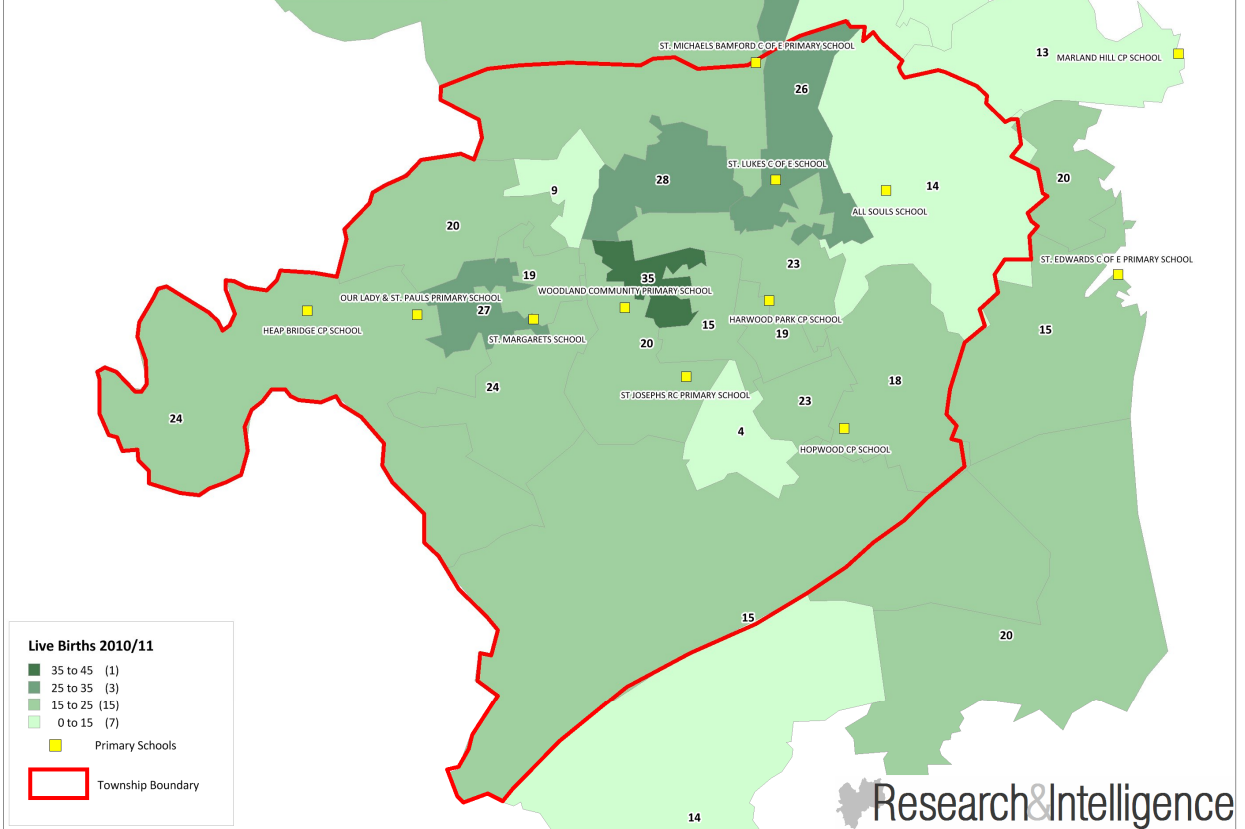 ST. MICHAELS BAMFORD C OF E PRIMARY SCHOOL
13
MARLAND HILL CP SCHOOL
26
ST. LUKES C OF E SCHOOL
28
9
14
20
ALL SOULS SCHOOL
20
ST. EDWARDS C OF E PRIMARY SCHOOL
23
19
35
WOODLAND COMMUNITY PRIMARY SCHOOL
OUR LADY & ST. PAULS PRIMARY SCHOOL
27
HEAP BRIDGE CP SCHOOL
ST. MARGARETS SCHOOL
15
HARWOOD PARK CP SCHOOL
19
15
20
24
18
ST JOSEPHS RC PRIMARY SCHOOL
23
24
4
HOPWOOD CP SCHOOL
15
20
14
Live Births 2010/11
35 to 45 (1)
25 to 35 (3)
15 to 25 (15)
0 to 15 (7)
Primary Schools
Township Boundary
Research&Intelligence